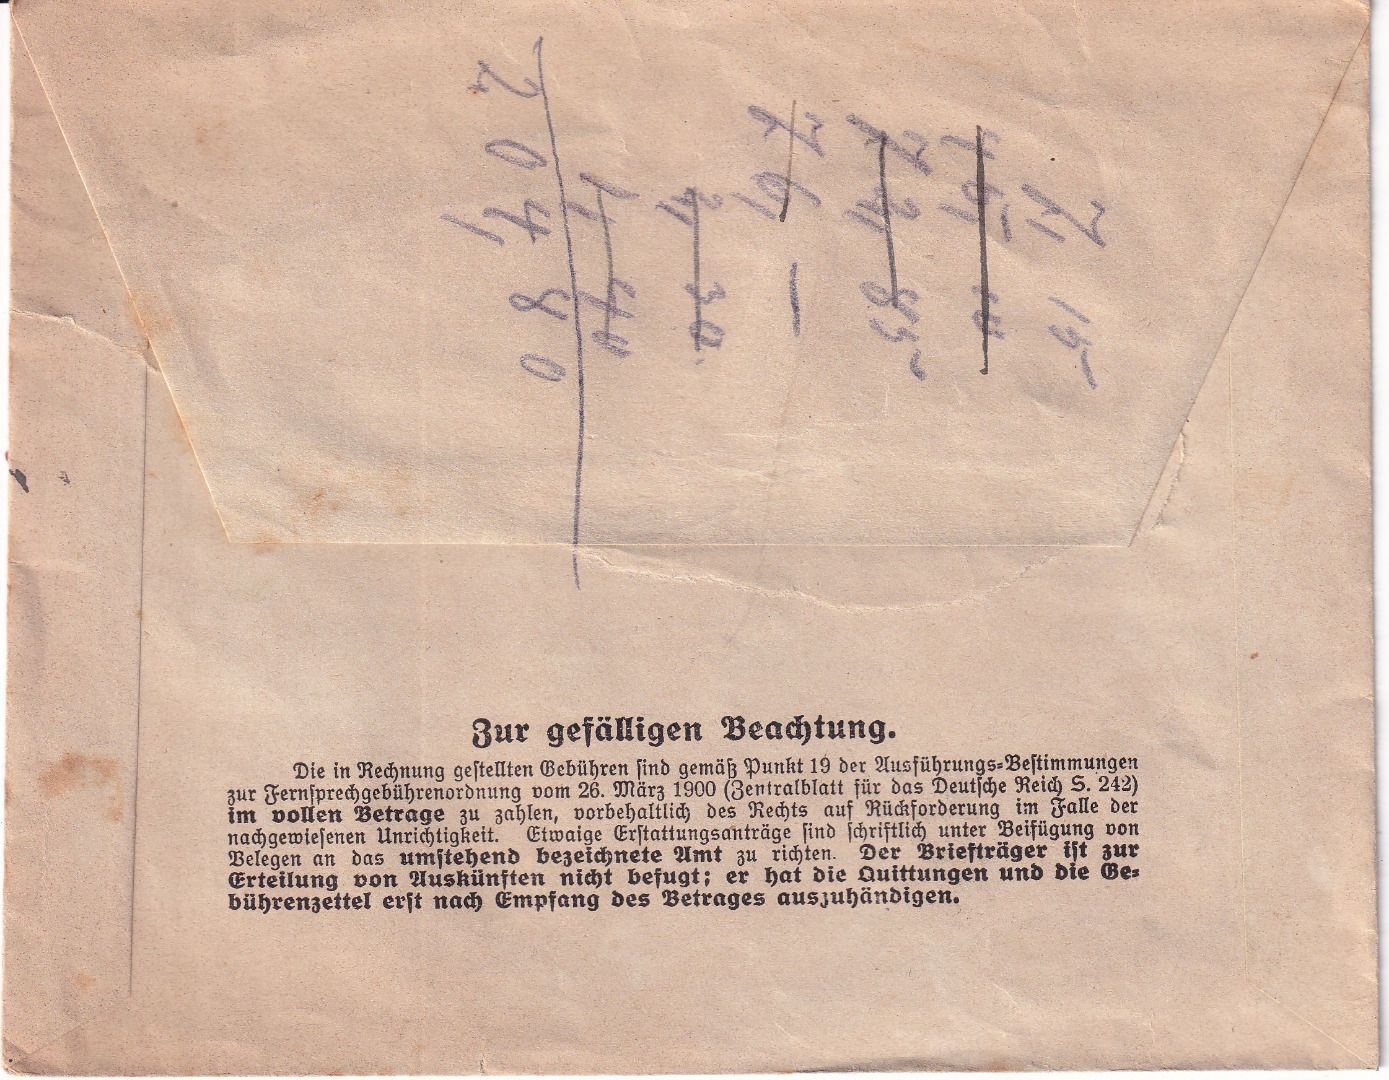 Zur gefälligen Beachtung.
Die in Rechnung gestellten Gebühren sind gemäß Punkt 19 der Ausführungs-Bestimmungen
zur Fernsprechgebührenordnung vom 26. März 1900 (Zentralblatt für das Deutsche Reich S. 242)
im vollen Betrage zu zahlen, vorbehaltlich des Rechts auf Rückforderung im Falle der
nachgewiesenen Unrichtigkeit. Etwaige Erstattungsanträge sind schriftlich unter Beifügung von
Belegen an das umstehend bezeichnete Amt zu richten. Der Briefträger ist zur
Erteilung von Auskünften nicht befugt; er hat die Quittungen und die Ge-
bührenzettel erst nach Empfang des Betrages auszuhändigen.